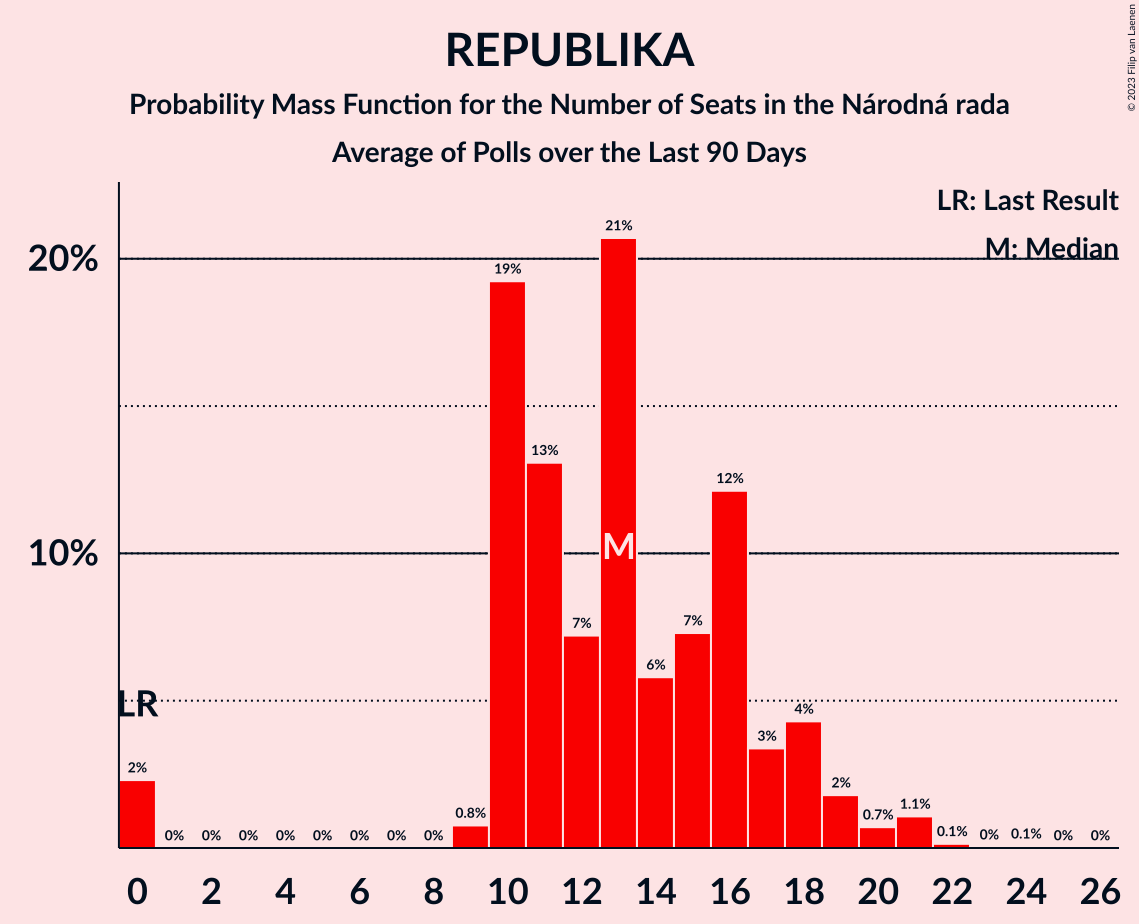 REPUBLIKA
Probability Mass Function for the Number of Seats in the Národná rada
Average of Polls over the Last 90 Days
© 2023 Filip van Laenen
LR: Last Result
M: Median
20%
10%
21%
19%
13%
12%
7%
7%
6%
4%
3%
2%
2%
0.8%
0.7%
1.1%
0.1%
0% 0% 0% 0% 0% 0% 0% 0%
0% 0.1% 0% 0%
M
LR
0 2 4 6 8 10 12 14 16 18 20 22 24 26